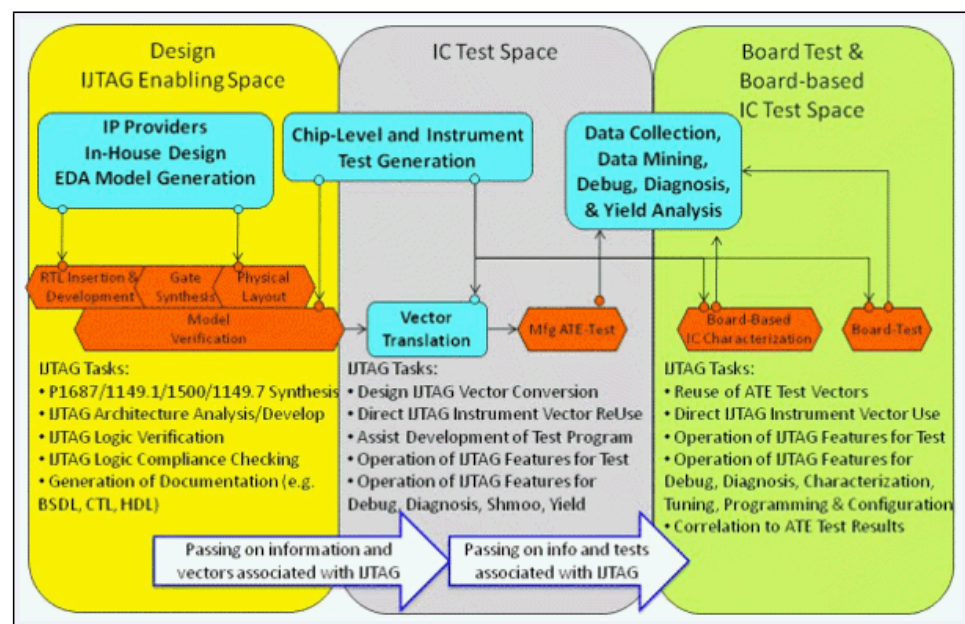 Design
IJTAG Enabling Space
IC Test Space
Board Test &
Board-based
IC Test Space
IP Providers
In-House Design
EDA Model Generation
Chip-Level and Instrument
Test Generation
Data Collection,
Data Mining,
Debug, Diagnosis,
& Yield Analysis
RTL Insertion &
Development
Gate
Synthesis
Physical
Layout
Model
Verification
Vector
Translation
Mfg ATE-Test
Board-Based
IC Characterization
Board-Test
IJTAG Tasks:
• P1687/1149.1/1500/1149.7 Synthesis
• IJTAG Architecture Analysis/Develop
• IJTAG Logic Verification
• IJTAG Logic Compliance Checking
• Generation of Documentation (e.g.
BSDL, CTL, HDL)
IJTAG Tasks:
• Design IJTAG Vector Conversion
• Direct IJTAG Instrument Vector ReUse
• Assist Development of Test Program
• Operation of IJTAG Features for Test
• Operation of IJTAG Features for
Debug, Diagnosis, Shmoo, Yield
IJTAG Tasks:
• Reuse of ATE Test Vectors
• Direct IJTAG Instrument Vector Use
• Operation of IJTAG Features for Test
• Operation of IJTAG Features for
Debug, Diagnosis, Characterization,
Tuning, Programming & Configuration
• Correlation to ATE Test Results
Passing on information and
vectors associated with IJTAG
Passing on info and tests
associated with IJTAG